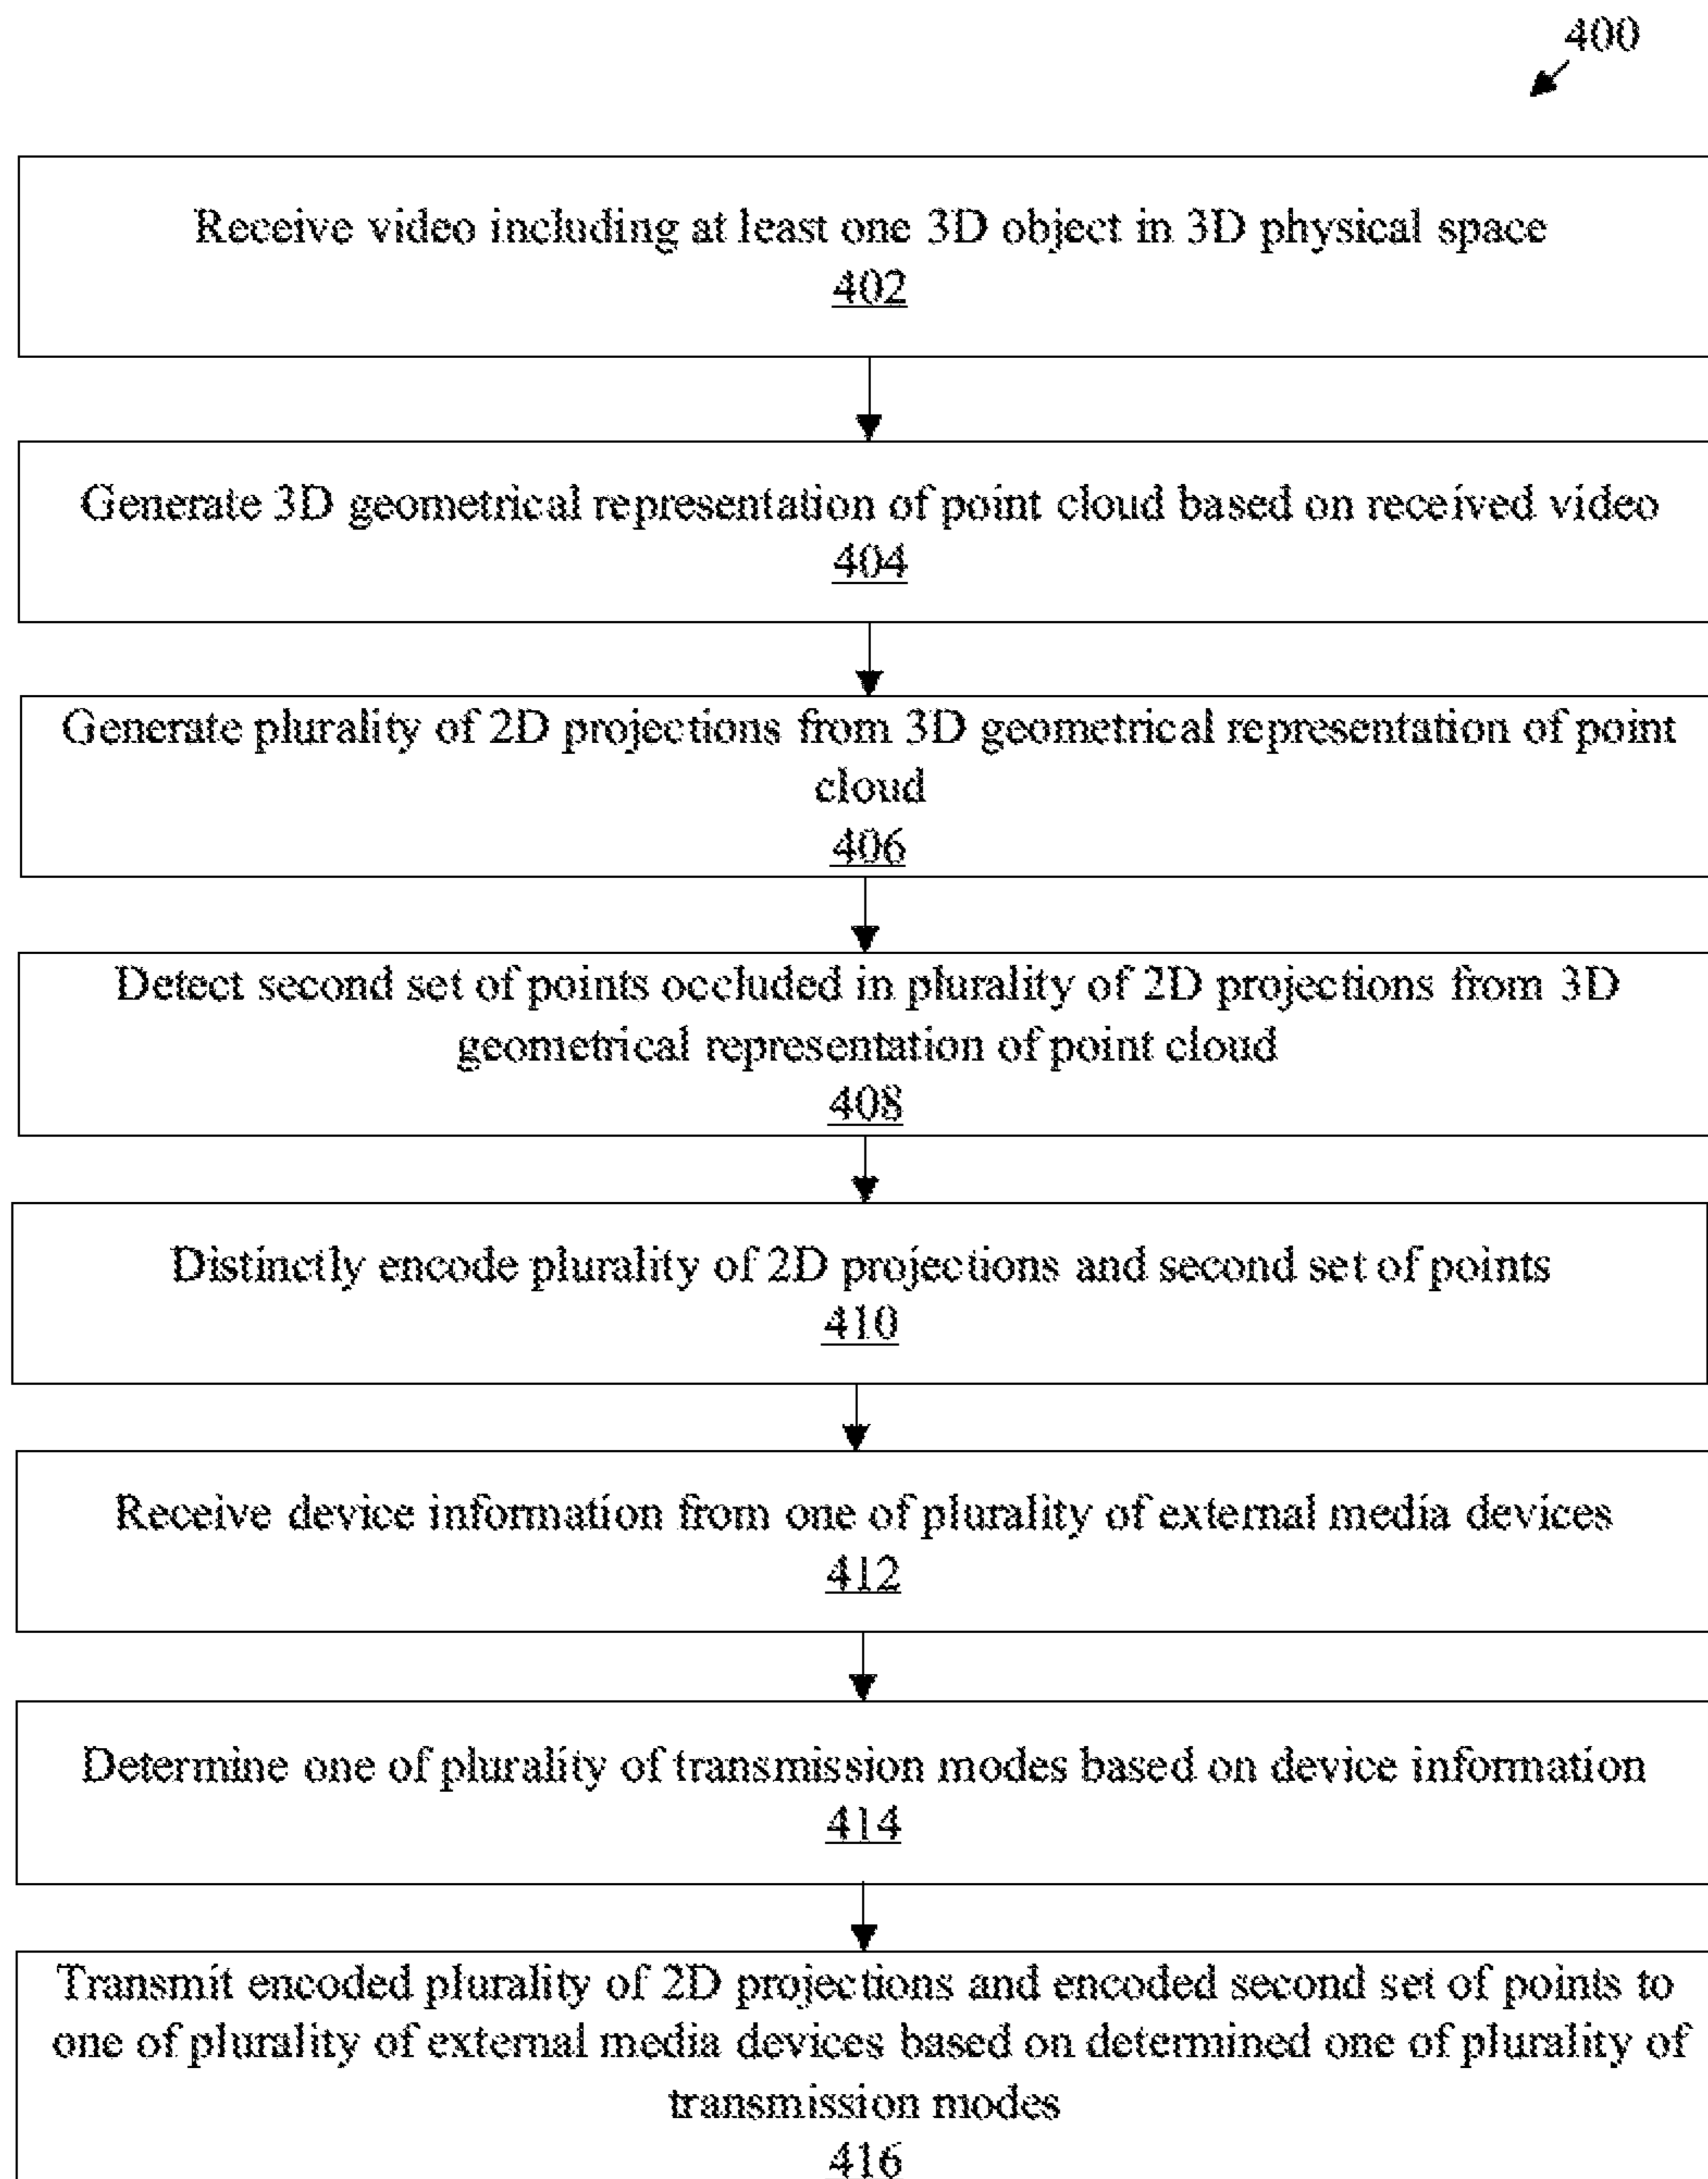 400
Receive video including at least one 3D object in 3D physical space
402
Generate 3D geometrical representation of point cloud based on received video
404
Generate plurality of 2D projections from 3D geometrical representation of point
cloud
406
Detect second set of points occluded in plurality of 2D projections from 3D
geometrical representation of point cloud
408
Distinctly encode plurality of 2D projections and second set of points
410
Receive device information from one of plurality of external media devices
412
Determine one of plurality of transmission modes based on device information
414
Transmit encoded plurality of 2D projections and encoded second set of points to
one of plurality of external media devices based on determined one of plurality of
transmission modes
416